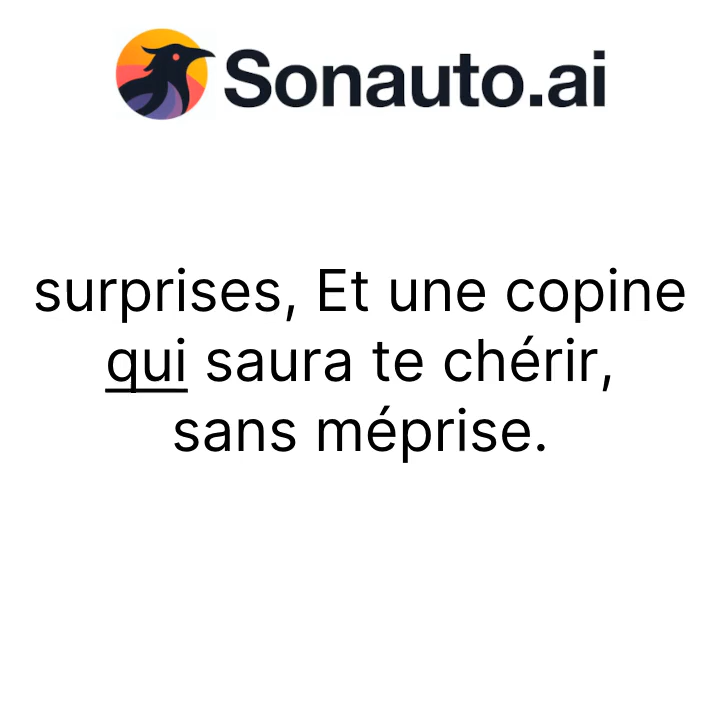 Sonauto.ai
surprises, Et une copine
qui saura te chérir,
sans méprise.